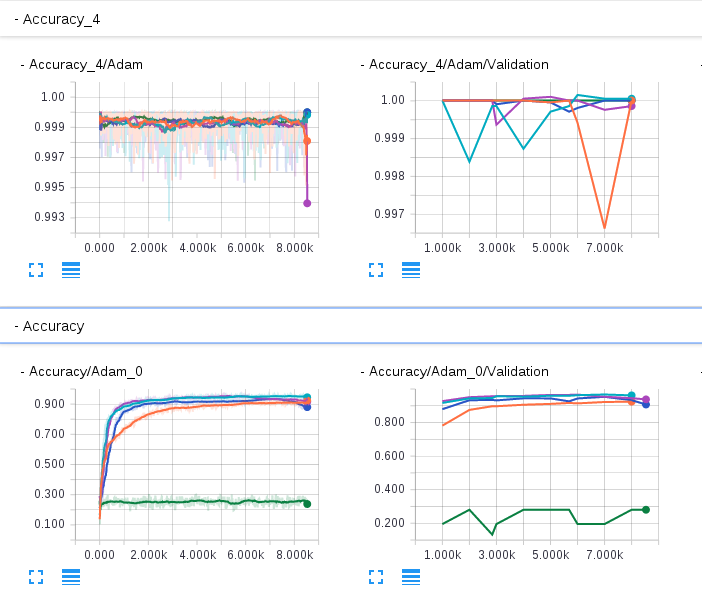 - Accuracy_4
- Accuracy_4/Adam
- Accuracy_4/Adam/Validation
1.00
0.999
0.997
0.995
0.993
0.000 2.000k 4.000k 6.000k 8.000k
1.00
0.999
0.998
0.997
1.000k 3.000k 5.000k 7.000k
- Accuracy
- Accuracy/Adam_0
- Accuracy/Adam_0/Validation
0.900
0.700
0.500
0.300
0.100
0.000 2.000k 4.000k 6.000k 8.000k
0.800
0.600
0.400
0.200
1.000k 3.000k 5.000k 7.000k